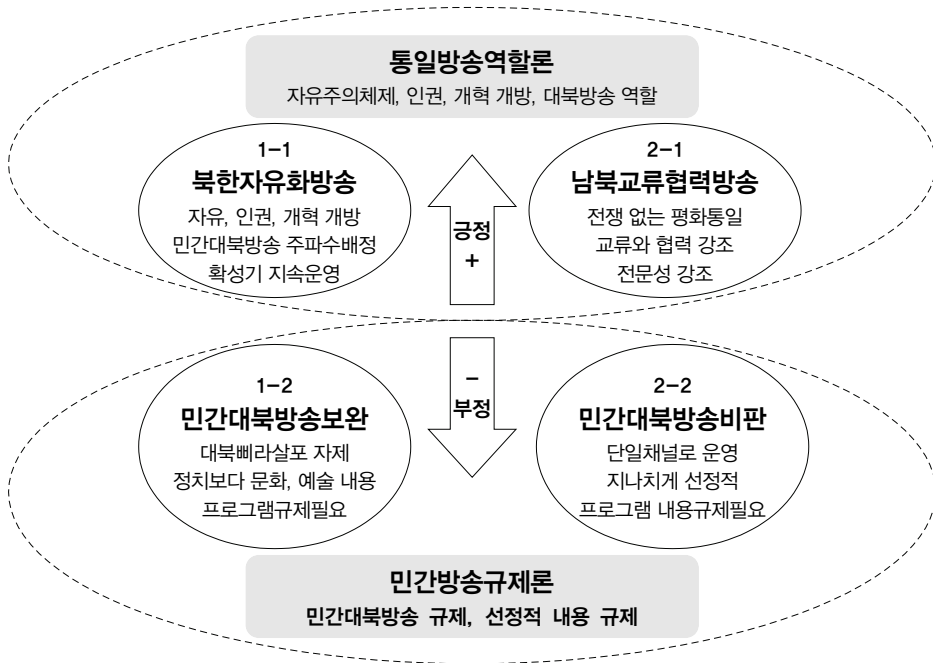 통일방송역할론
자유주의체제, 인권, 개혁 개방, 대북방송 역할
1-1
북한자유화방송
자유, 인권, 개혁 개방
민간대북방송 주파수배정
확성기 지속운영
긍정
+
2-1
남북교류협력방송
전쟁 없는 평화통일
교류와 협력 강조
전문성 강조
1-2
민간대북방송보완
대북삐라살포 자제
정치보다 문화, 예술 내용
프로그램규제필요
-
부정
2-2
민간대북방송비판
단일채널로 운영
지나치게 선정적
프로그램 내용규제필요
민간방송규제론
민간대북방송 규제, 선정적 내용 규제